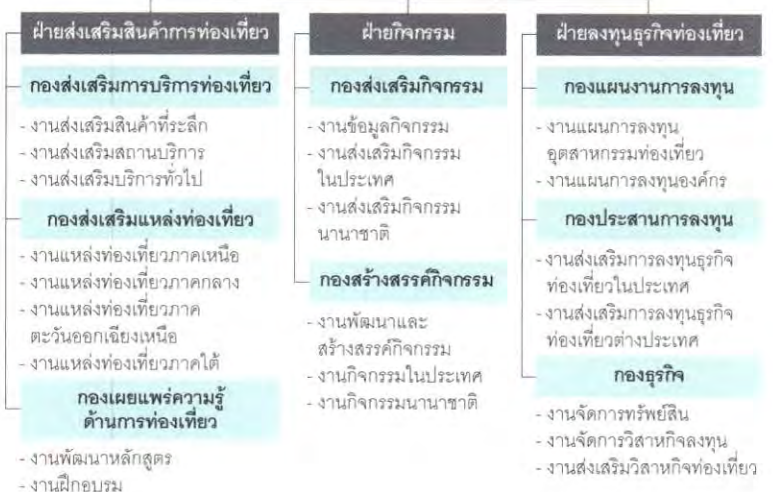 ฝ่ายส่งเสริมสินค้าการท่องเที่ยว
กองส่งเสริมการบริการท่องเที่ยว
- งานส่งเสริมสินค้าที่ระลึก
- งานส่งเสริมสถานบริการ
- งานส่งเสริมบริการทั่วไป
กองส่งเสริมแหล่งท่องเที่ยว
- งานแหล่งท่องเที่ยวภาคเหนือ
- งานแหล่งท่องเที่ยวภาคกลาง
- งานแหล่งท่องเที่ยวภาค
ตะวันออกเฉียงเหนือ
- งานแหล่งท่องเที่ยวภาคใต้
กองเผยแพร่ความรู้
ด้านการท่องเที่ยว
- งานพัฒนาหลักสูตร
- งานฝึกอบรม
ฝ่ายกิจกรรม
กองส่งเสริมกิจกรรม
- งานข้อมูลกิจกรรม
- งานส่งเสริมกิจกรรม
ในประเทศ
- งานส่งเสริมกิจกรรม
นานาชาติ
กองสร้างสรรค์กิจกรรม
- งานพัฒนาและ
สร้างสรรค์กิจกรรม
- งานกิจกรรมในประเทศ
- งานกิจกรรมนานาชาติ
ฝ่ายลงทุนธุรกิจท่องเที่ยว
กองแผนงานการลงทุน
- งานแผนการลงทุน
อุตสาหกรรมท่องเที่ยว
- งานแผนการลงทุนองค์กร
กองประสานการลงทุน
- งานส่งเสริมการลงทุนธุรกิจ
ท่องเที่ยวในประเทศ
- งานส่งเสริมการลงทุนธุรกิจ
ท่องเที่ยวต่างประเทศ
กองธุรกิจ
- งานจัดการทรัพย์สิน
- งานจัดการวิสาหกิจลงทุน
- งานส่งเสริมวิสาหกิจท่องเที่ยว